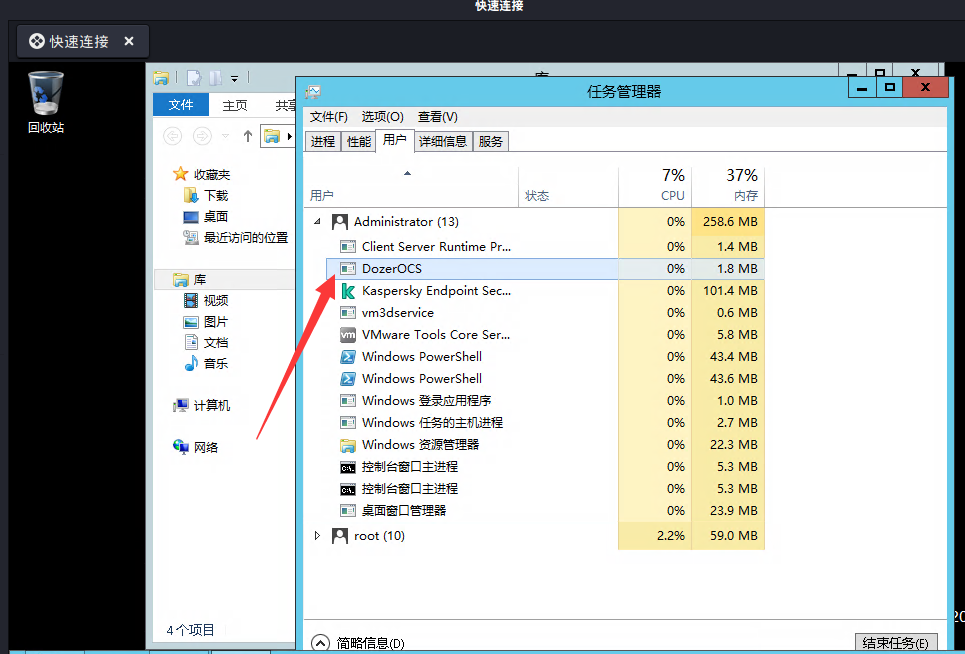 快速连接
快速连接
回收站
库
文件 主页 共享
收藏夹
下载
桌面
最近访问的位置
库
视频
图片
文档
音乐
计算机
网络
4 个项目
任务管理器
文件(F) 选项(O) 查看(V)
进程 性能 用户 详细信息 服务
7% 37%
用户 状态 CPU 内存
Administrator (13) 0% 258.6 MB
Client Server Runtime Pr... 0% 1.4 MB
DozerOCS 0% 1.8 MB
Kaspersky Endpoint Sec... 0% 101.4 MB
vm3dservice 0% 0.6 MB
vm VMware Tools Core Ser... 0% 5.8 MB
Windows PowerShell 0% 43.4 MB
Windows PowerShell 0% 43.6 MB
Windows 登录应用程序 0% 1.0 MB
Windows 任务的主机进程 0% 2.7 MB
Windows 资源管理器 0% 22.3 MB
控制台窗口主进程 0% 5.3 MB
控制台窗口主进程 0% 5.3 MB
桌面窗口管理器 0% 23.9 MB
root (10) 2.2% 59.0 MB
简略信息(D) 结束任务(E)
20